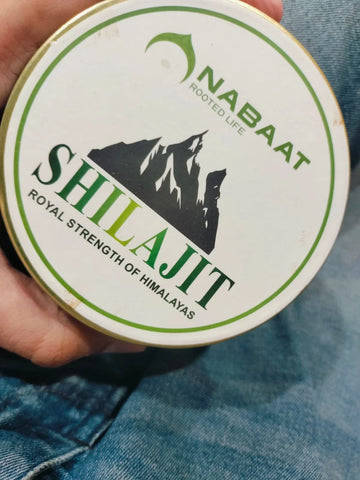 NABAAT
ROOTED LIFE
SHILAJIT
ROYAL STRENGTH OF HIMALAYAS